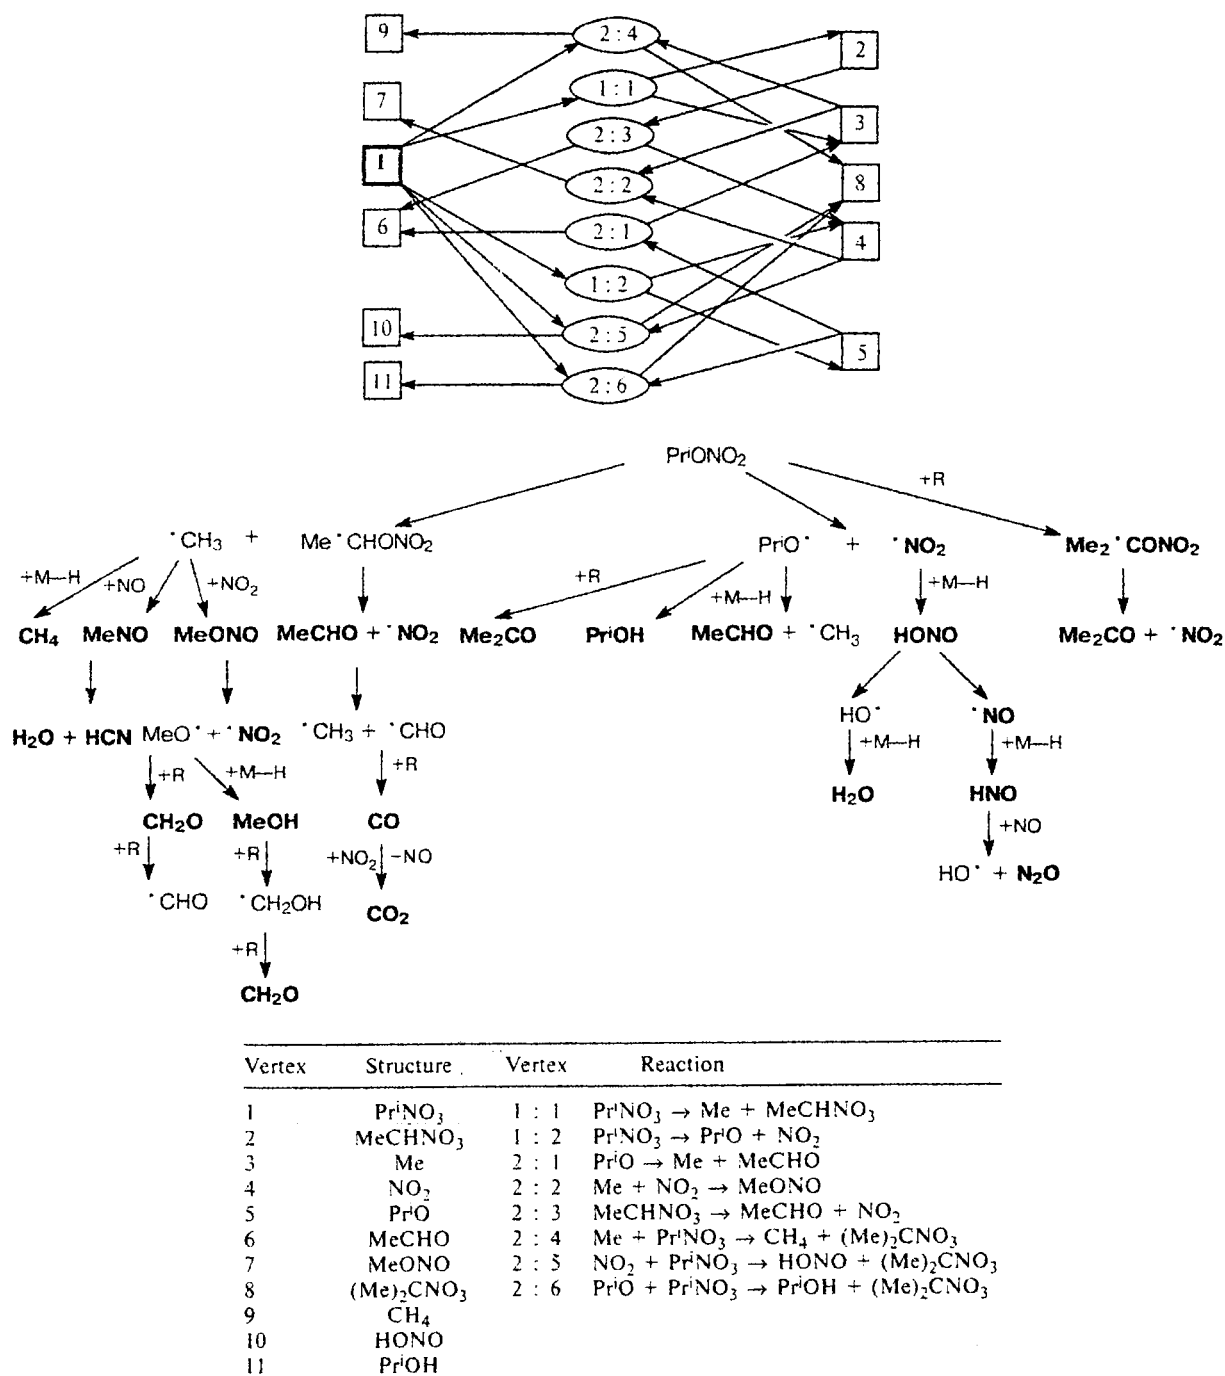 9 2 : 4
2
1 : 1
7
3
2 : 3
1
2 : 2 8
6 2 : 1 4
1 : 2
10 2 : 5
5
11 2 : 6
PrⁱONO₂
+R
˙CH₃ + Me˙CHONO₂ PrⁱO˙ + ˙NO₂ Me₂˙CONO₂
+M—H +NO +NO₂ +R +M—H +M—H
CH₄ MeNO MeONO MeCHO + ˙NO₂ Me₂CO PrⁱOH MeCHO + ˙CH₃ HONO Me₂CO + ˙NO₂
H₂O + HCN MeO˙ + ˙NO₂ ˙CH₃ + ˙CHO HO˙ ˙NO
+R +M—H +R +M—H +M—H
CH₂O MeOH CO H₂O HNO
+R +R +NO₂ −NO +NO
˙CHO ˙CH₂OH CO₂ HO˙ + N₂O
+R
CH₂O
Vertex Structure Vertex Reaction
1 PrⁱNO₃ 1 : 1 PrⁱNO₃ → Me + MeCHNO₃
2 MeCHNO₃ 1 : 2 PrⁱNO₃ → PrⁱO + NO₂
3 Me 2 : 1 PrⁱO → Me + MeCHO
4 NO₂ 2 : 2 Me + NO₂ → MeONO
5 PrⁱO 2 : 3 MeCHNO₃ → MeCHO + NO₂
6 MeCHO 2 : 4 Me + PrⁱNO₃ → CH₄ + (Me)₂CNO₃
7 MeONO 2 : 5 NO₂ + PrⁱNO₃ → HONO + (Me)₂CNO₃
8 (Me)₂CNO₃ 2 : 6 PrⁱO + PrⁱNO₃ → PrⁱOH + (Me)₂CNO₃
9 CH₄
10 HONO
11 PrⁱOH